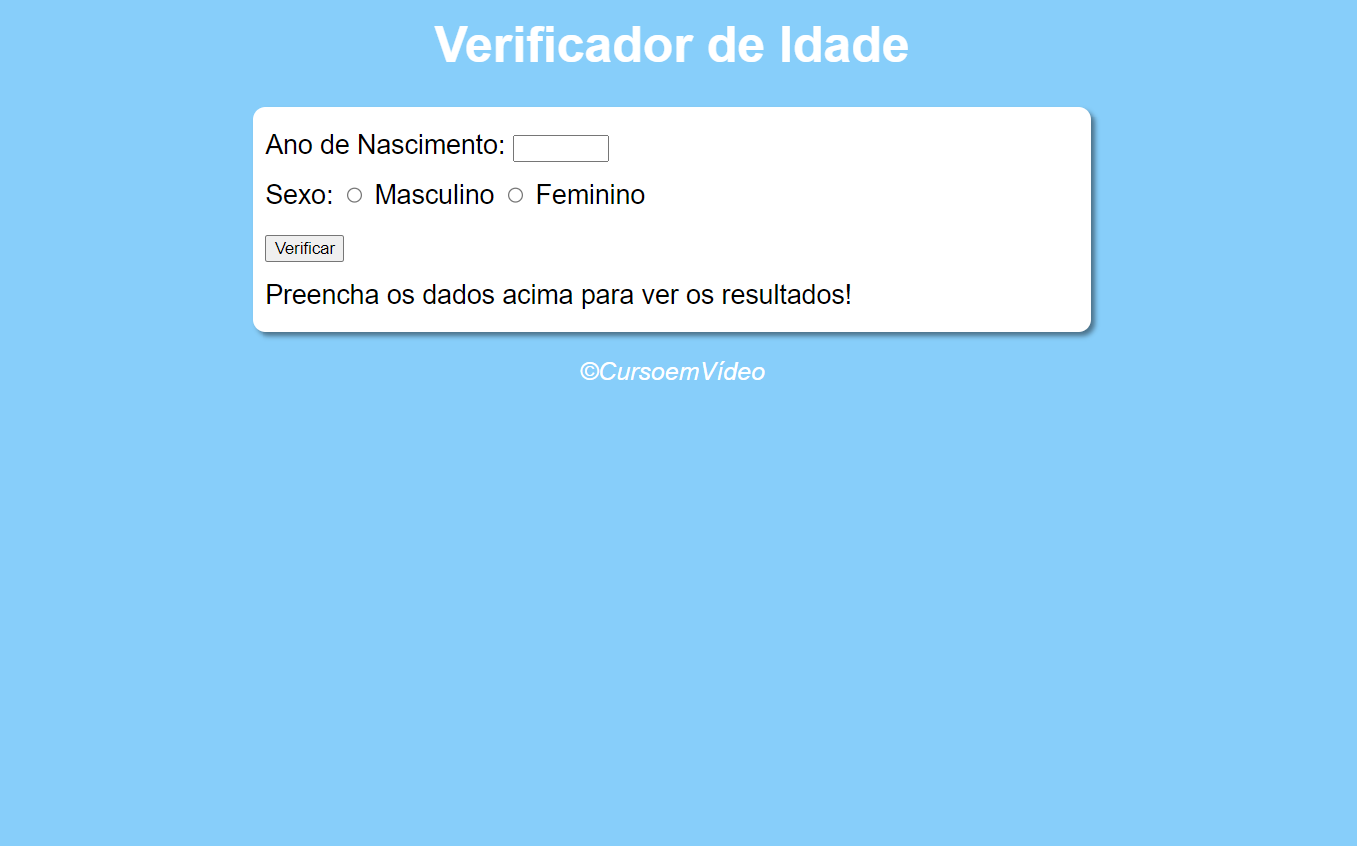 Verificador de Idade
Ano de Nascimento:
Sexo: Masculino Feminino
Verificar
Preencha os dados acima para ver os resultados!
©CursoemVídeo